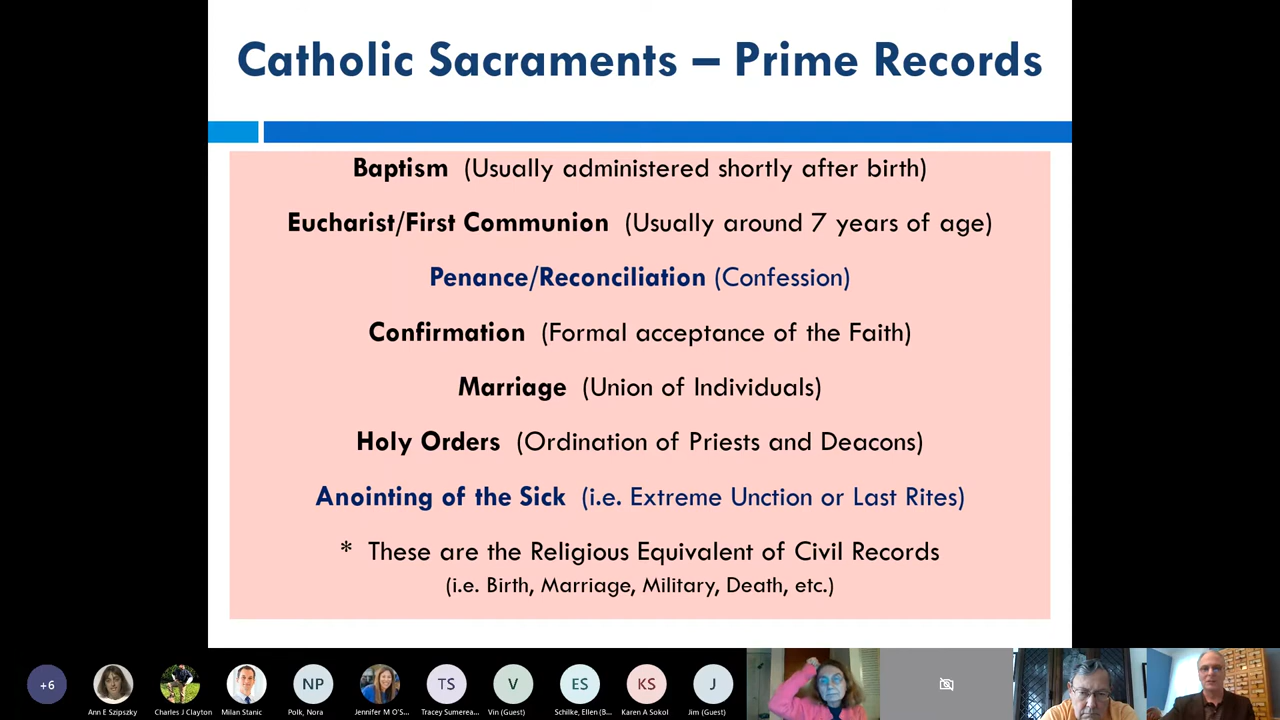 Catholic Sacraments – Prime Records
Baptism (Usually administered shortly after birth)
Eucharist/First Communion (Usually around 7 years of age)
Penance/Reconciliation (Confession)
Confirmation (Formal acceptance of the Faith)
Marriage (Union of Individuals)
Holy Orders (Ordination of Priests and Deacons)
Anointing of the Sick (i.e. Extreme Unction or Last Rites)
* These are the Religious Equivalent of Civil Records
(i.e. Birth, Marriage, Military, Death, etc.)
+6 NP TS V ES KS J
Ann E Szipszky Charles J Clayton Milan Stanic Polk, Nora Jennifer M O'S... Tracey Sumerea... Vin (Guest) Schilke, Ellen (B... Karen A Sokol Jim (Guest)